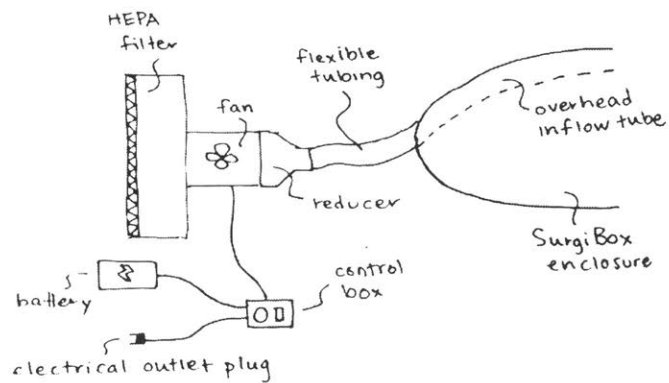 HEPA
filter
fan
flexible
tubing
overhead
inflow tube
reducer
SurgiBox
enclosure
control
box
battery
electrical outlet plug